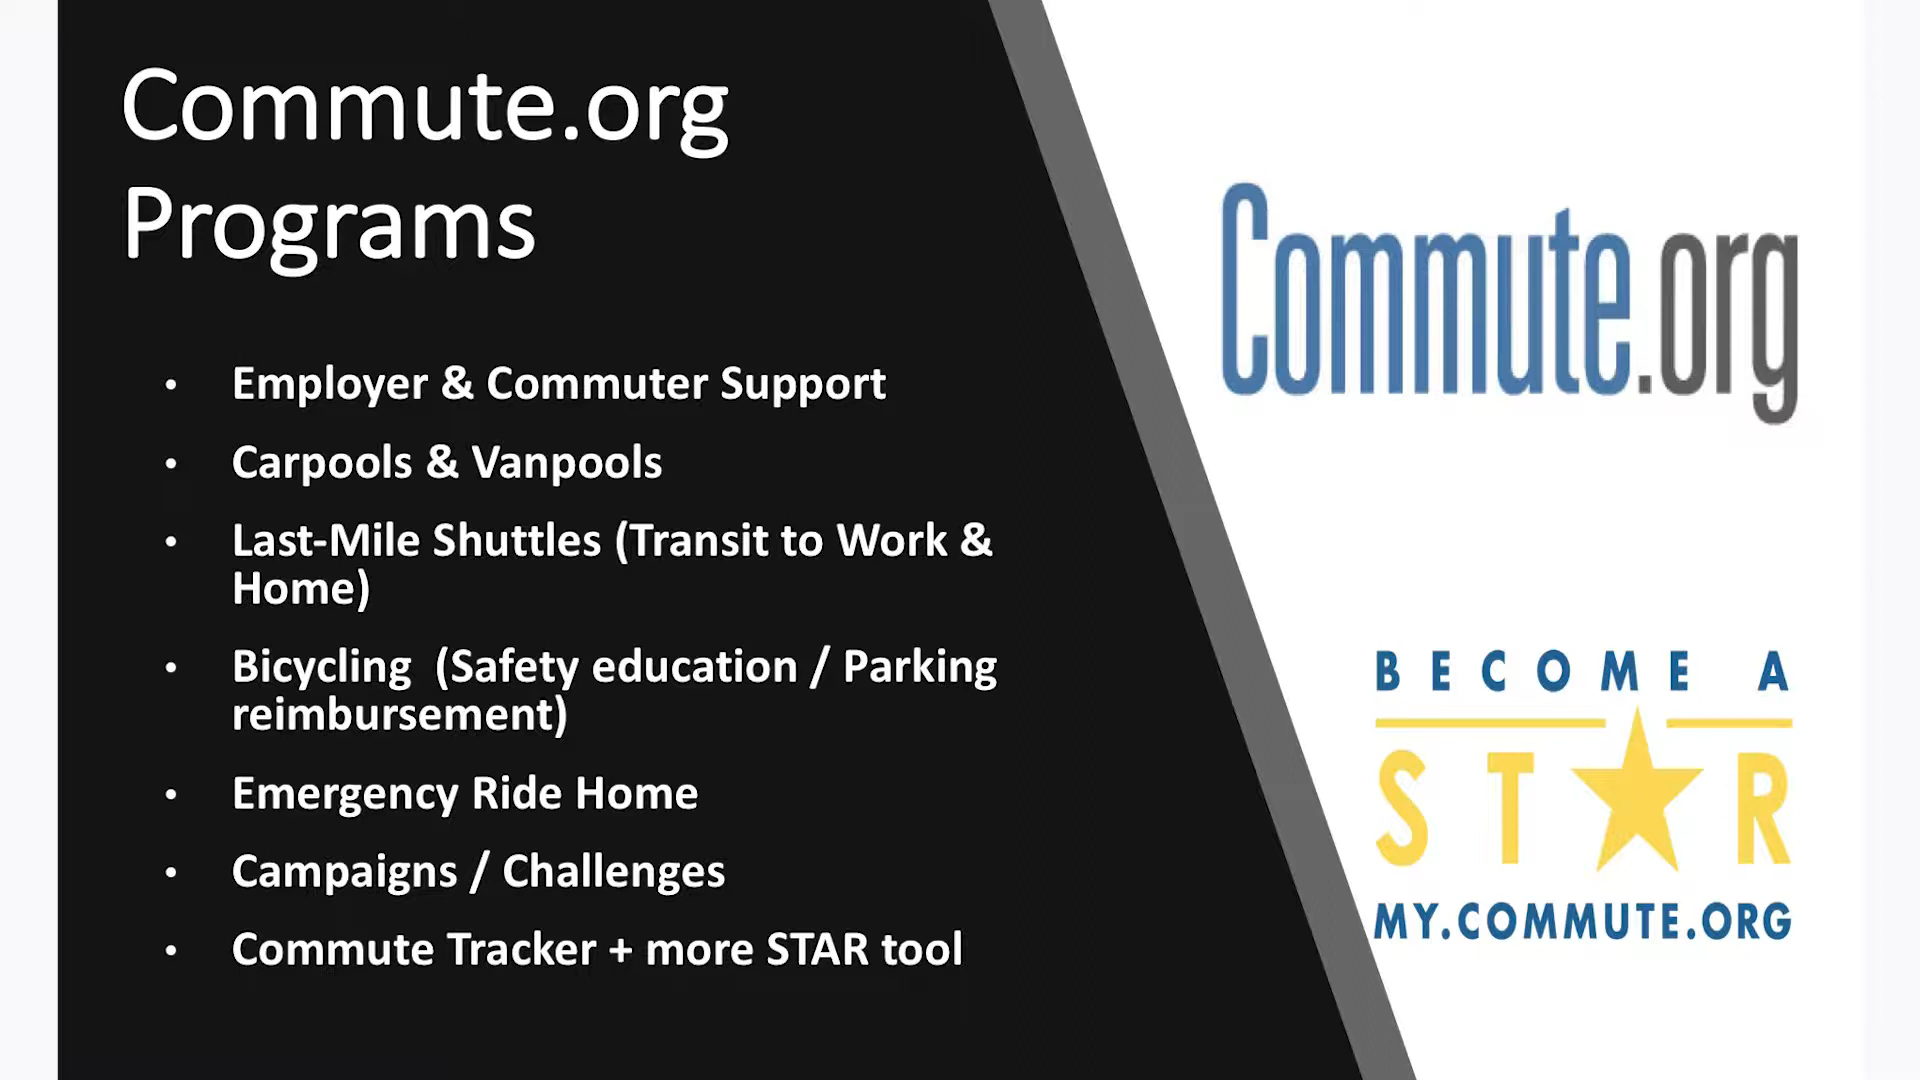 Commute.org
Programs
• Employer & Commuter Support
• Carpools & Vanpools
• Last-Mile Shuttles (Transit to Work &
Home)
• Bicycling  (Safety education / Parking
reimbursement)
• Emergency Ride Home
• Campaigns / Challenges
• Commute Tracker + more STAR tool
Commute.org
BECOME A
STAR
MY.COMMUTE.ORG